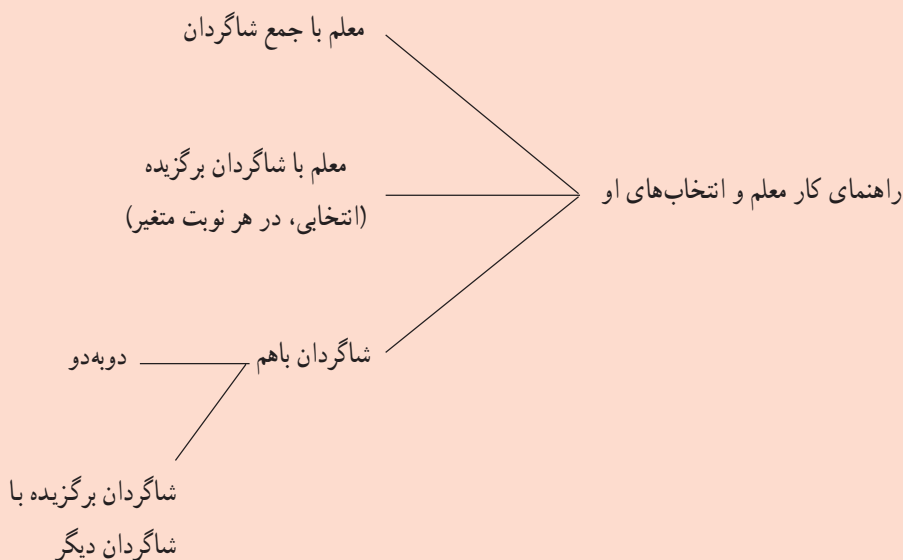 معلم با جمع شاگردان
راهنمای کار معلم و انتخاب‌های او
معلم با شاگردان برگزیده
(انتخابی، در هر نوبت متغیر)
شاگردان باهم
دوبه‌دو
شاگردان برگزیده با
شاگردان دیگر